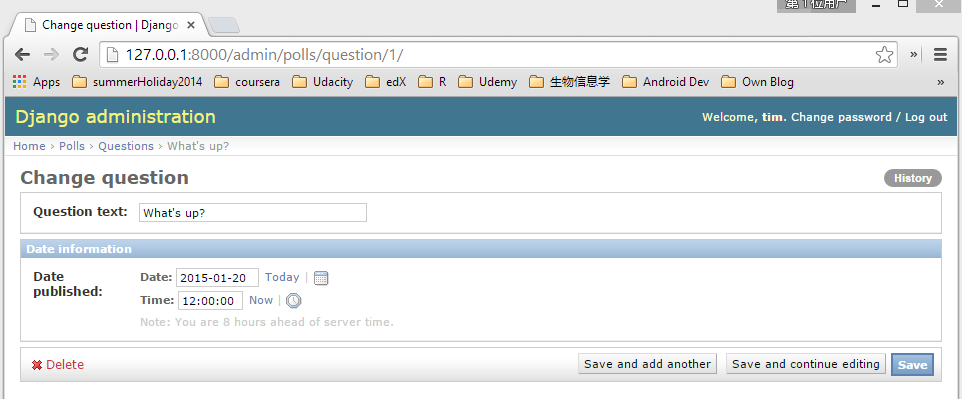 第1位用户
Change question | Django
127.0.0.1:8000/admin/polls/question/1/
Apps summerHoliday2014 coursera Udacity edX R Udemy 生物信息学 Android Dev Own Blog »
Django administration
Welcome, tim. Change password / Log out
Home › Polls › Questions › What's up?
Change question
History
Question text: What's up?
Date information
Date published:
Date: 2015-01-20 Today |
Time: 12:00:00 Now |
Note: You are 8 hours ahead of server time.
Delete
Save and add another Save and continue editing Save